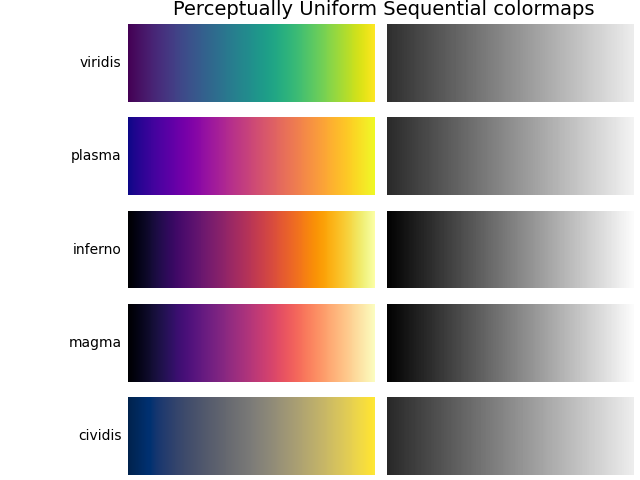 Perceptually Uniform Sequential colormaps
viridis
plasma
inferno
magma
cividis